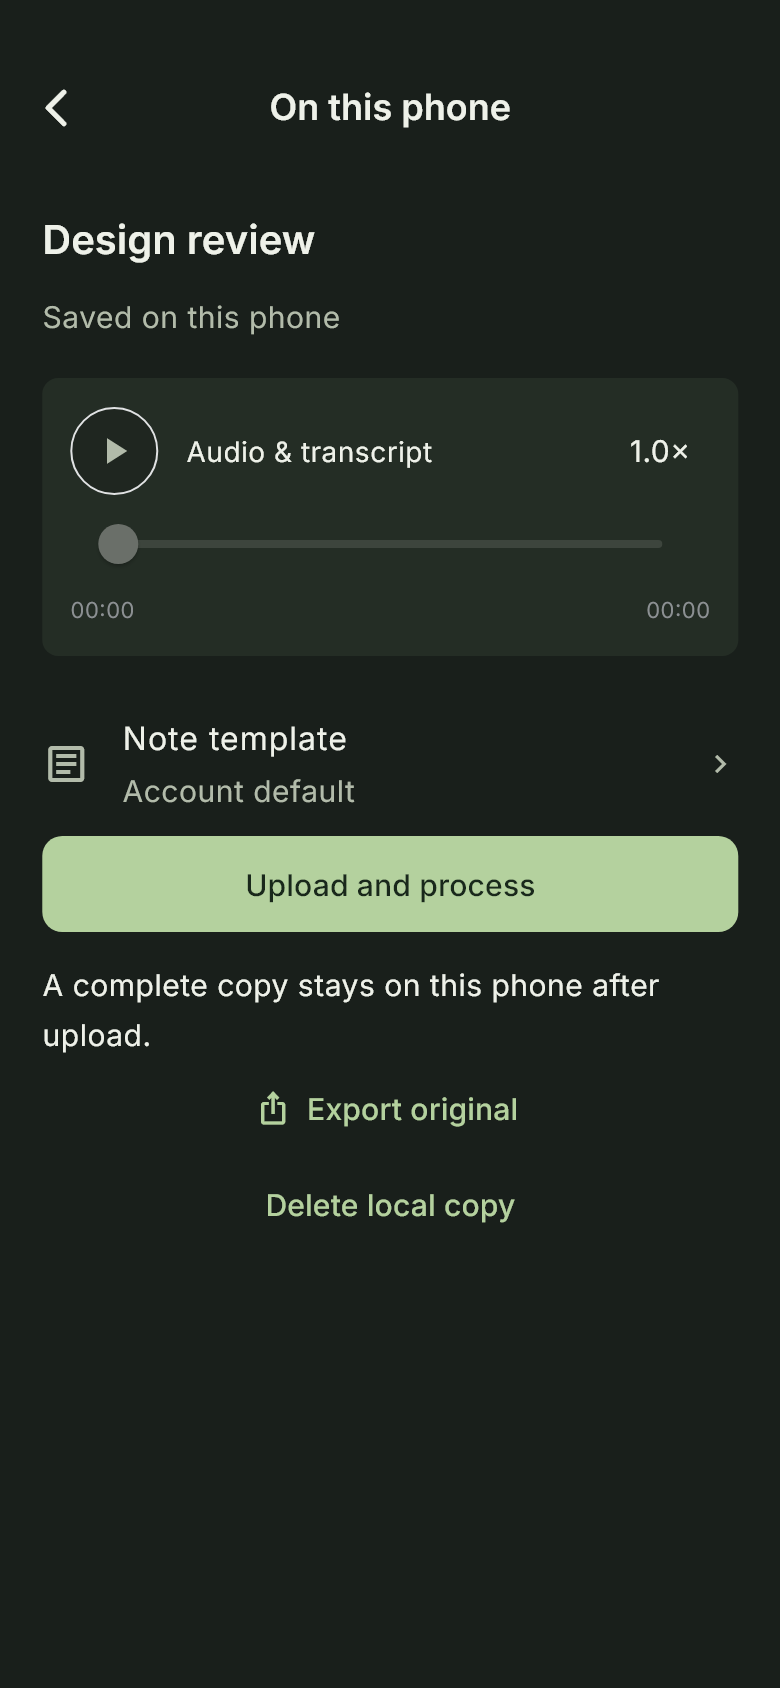 On this phone
Design review
Saved on this phone
Audio & transcript 1.0×
00:00 00:00
Note template
Account default
Upload and process
A complete copy stays on this phone after
upload.
Export original
Delete local copy